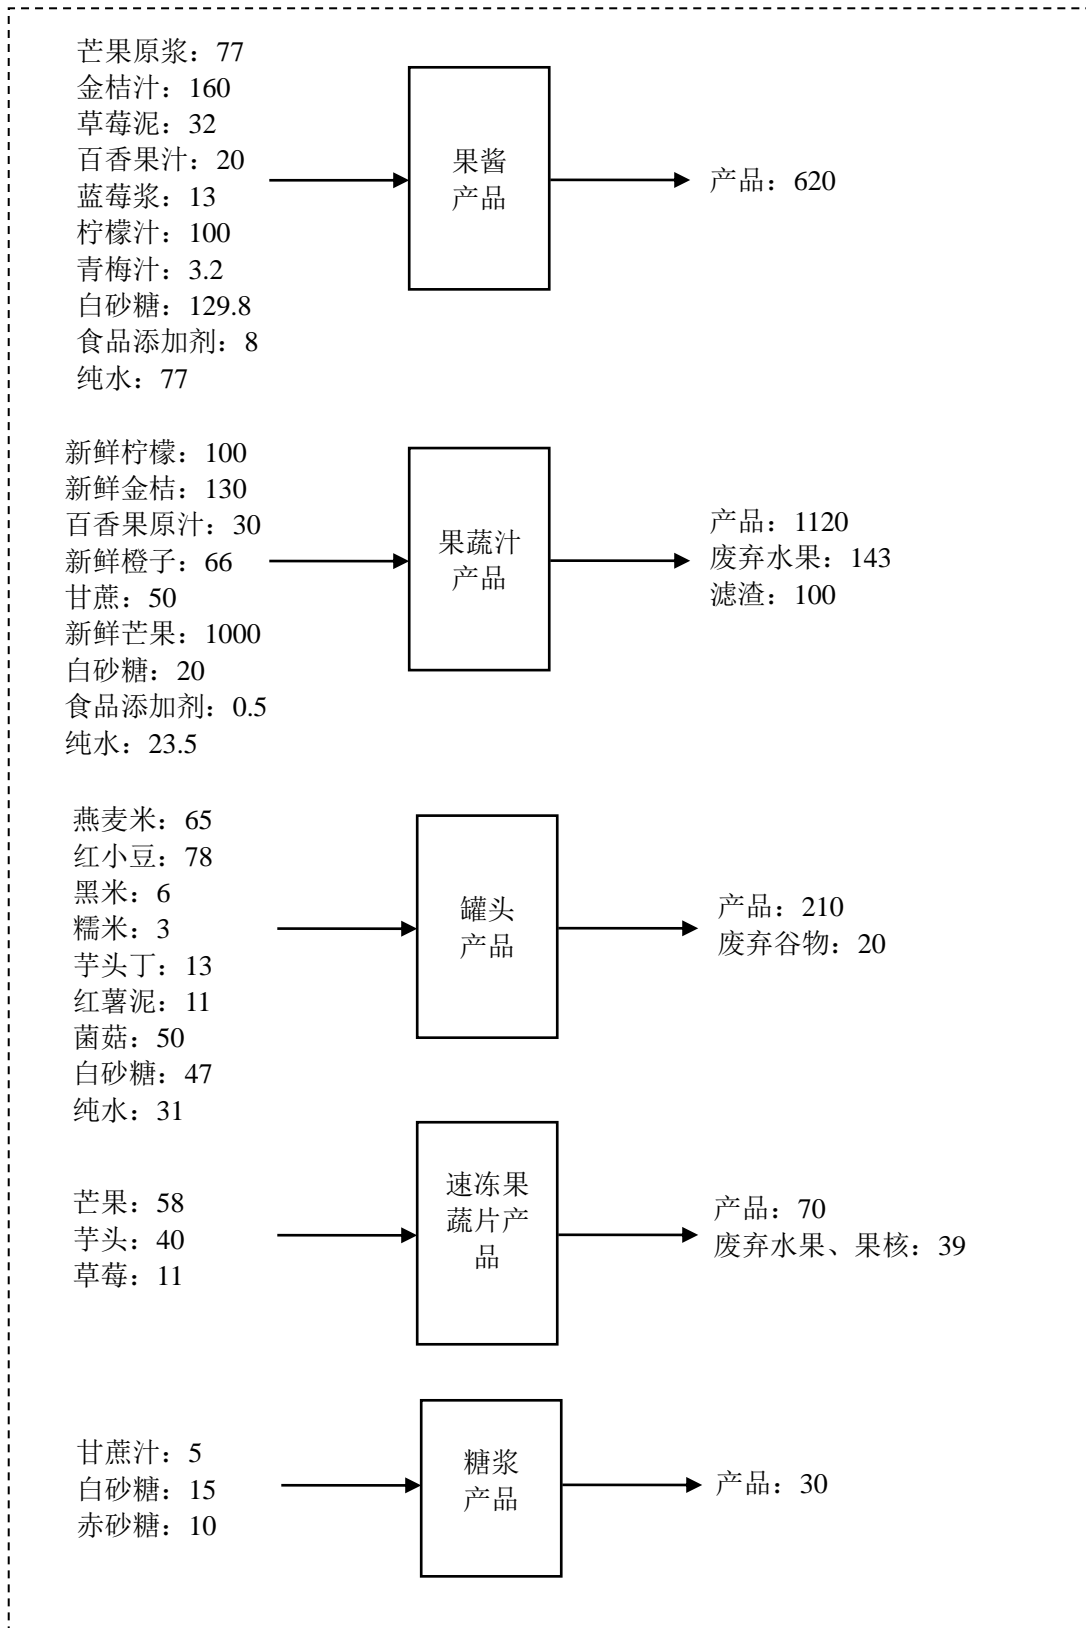 芒果原浆：77
金桔汁：160
草莓泥：32
百香果汁：20
蓝莓浆：13
柠檬汁：100
青梅汁：3.2
白砂糖：129.8
食品添加剂：8
纯水：77
果酱
产品
产品：620
新鲜柠檬：100
新鲜金桔：130
百香果原汁：30
新鲜橙子：66
甘蔗：50
新鲜芒果：1000
白砂糖：20
食品添加剂：0.5
纯水：23.5
果蔬汁
产品
产品：1120
废弃水果：143
滤渣：100
燕麦米：65
红小豆：78
黑米：6
糯米：3
芋头丁：13
红薯泥：11
菌菇：50
白砂糖：47
纯水：31
罐头
产品
产品：210
废弃谷物：20
芒果：58
芋头：40
草莓：11
速冻果
蔬片产
品
产品：70
废弃水果、果核：39
甘蔗汁：5
白砂糖：15
赤砂糖：10
糖浆
产品
产品：30